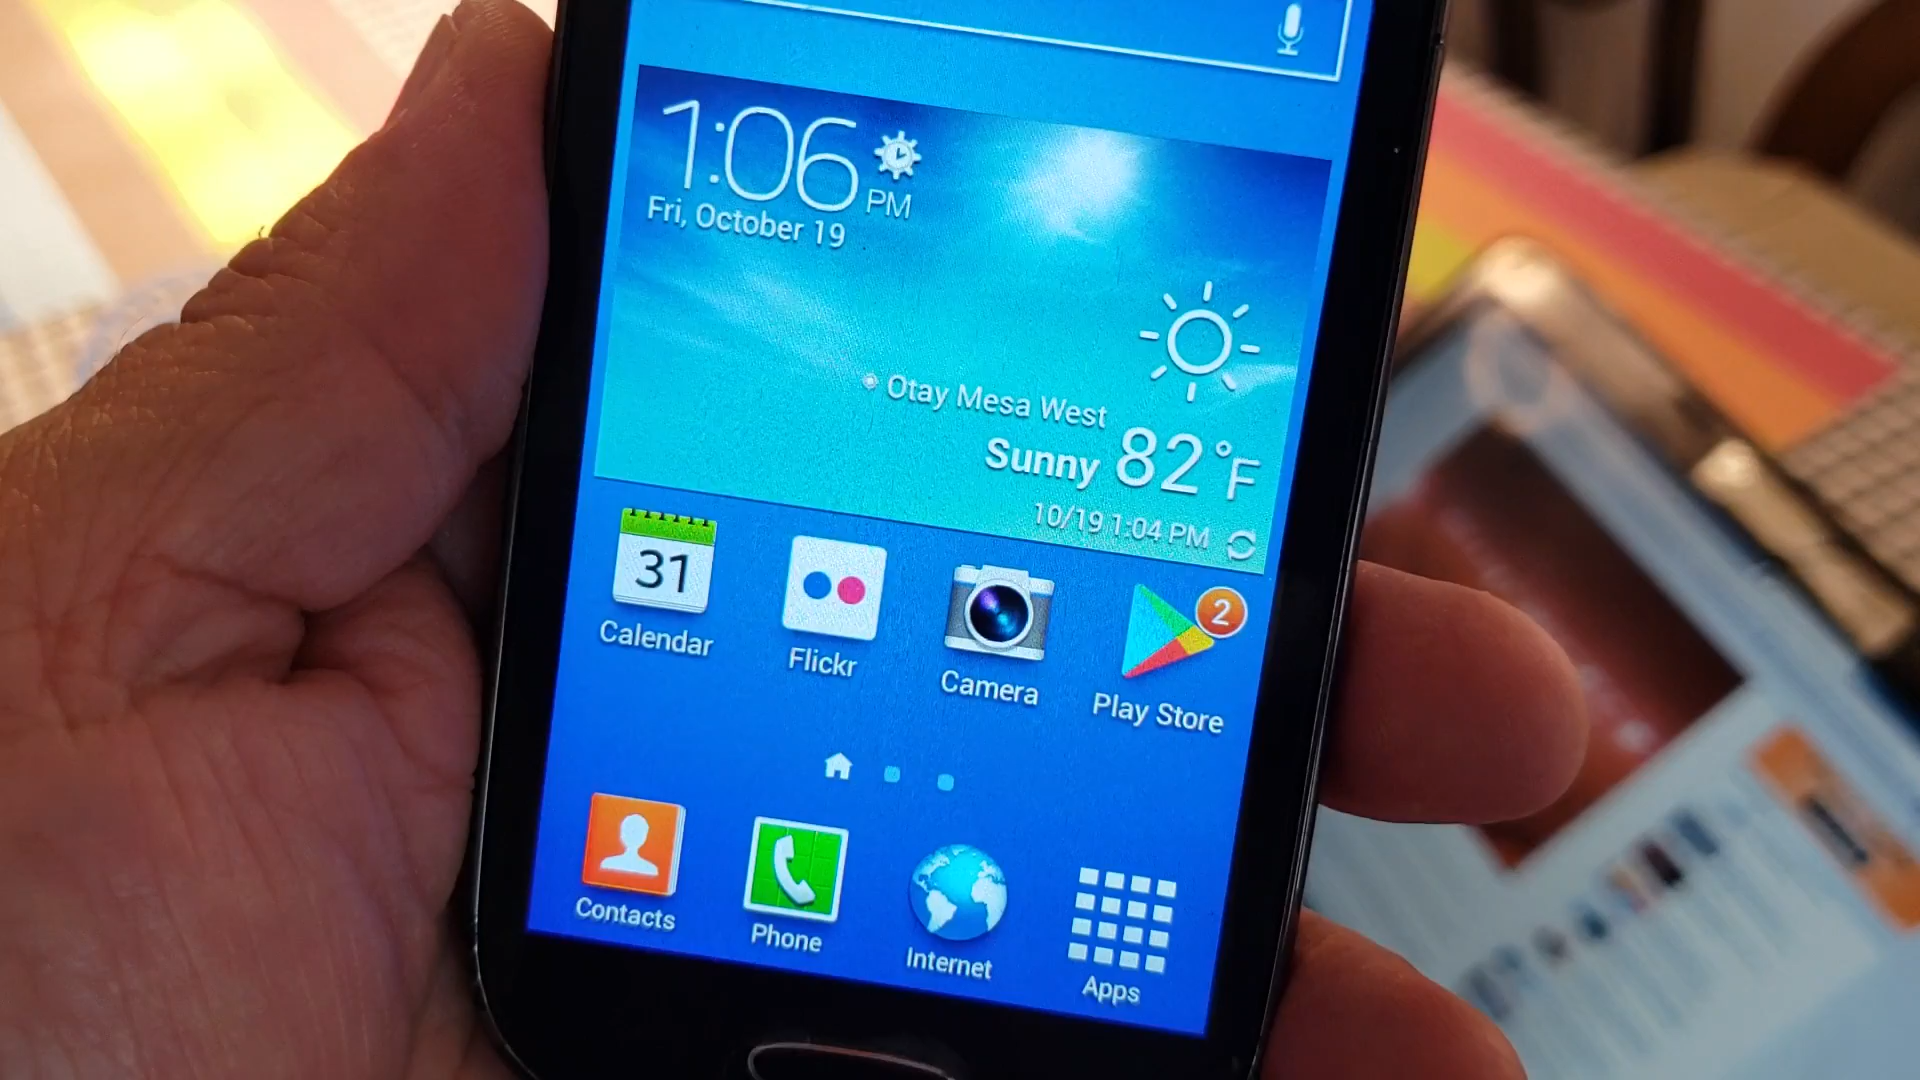 1:06 PM
Fri, October 19
Otay Mesa West
Sunny 82°F
10/19 1:04 PM
31
2
Calendar
Flickr
Camera
Play Store
Contacts
Phone
Internet
Apps